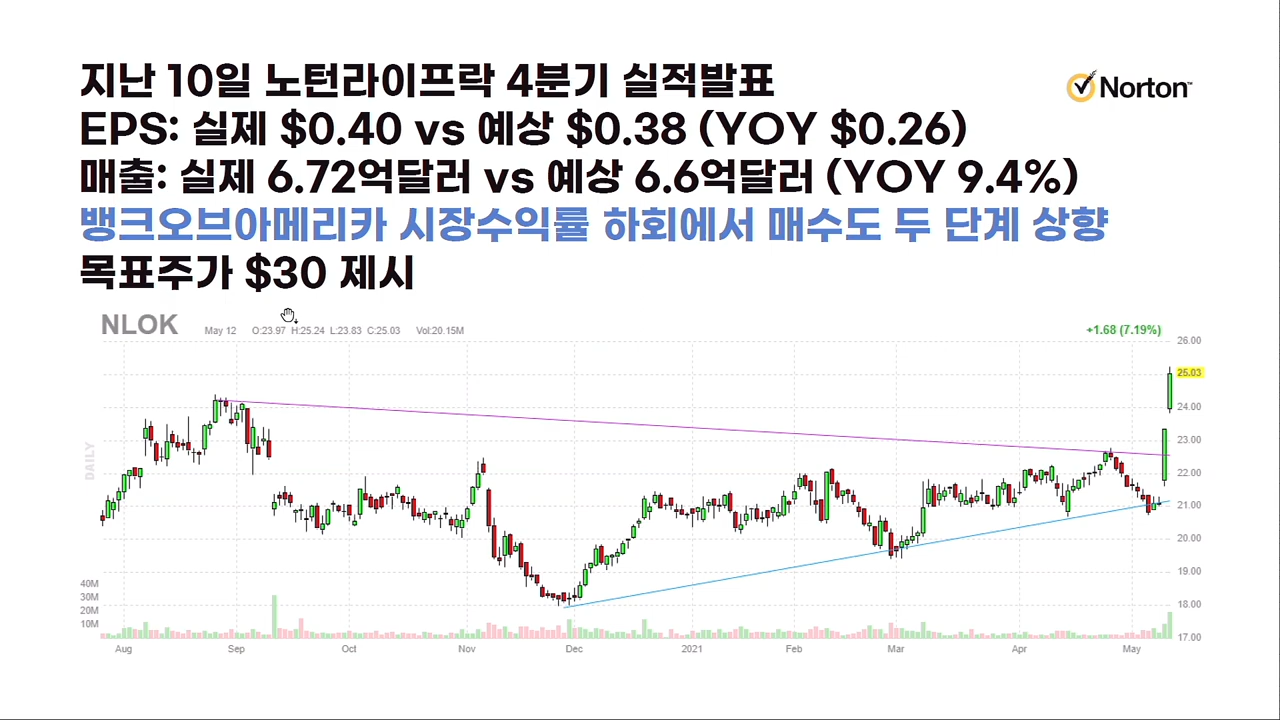 지난 10일 노턴라이프락 4분기 실적발표
Norton™
EPS: 실제 $0.40 vs 예상 $0.38 (YOY $0.26)
매출: 실제 6.72억달러 vs 예상 6.6억달러 (YOY 9.4%)
뱅크오브아메리카 시장수익률 하회에서 매수도 두 단계 상향
목표주가 $30 제시
NLOK May 12 O:23.97 H:25.24 L:23.83 C:25.03 Vol:20.15M +1.68 (7.19%)
26.00
25.03
24.00
23.00
DAILY
22.00
21.00
20.00
19.00
40M
30M
18.00
20M
10M
17.00
Aug Sep Oct Nov Dec 2021 Feb Mar Apr May